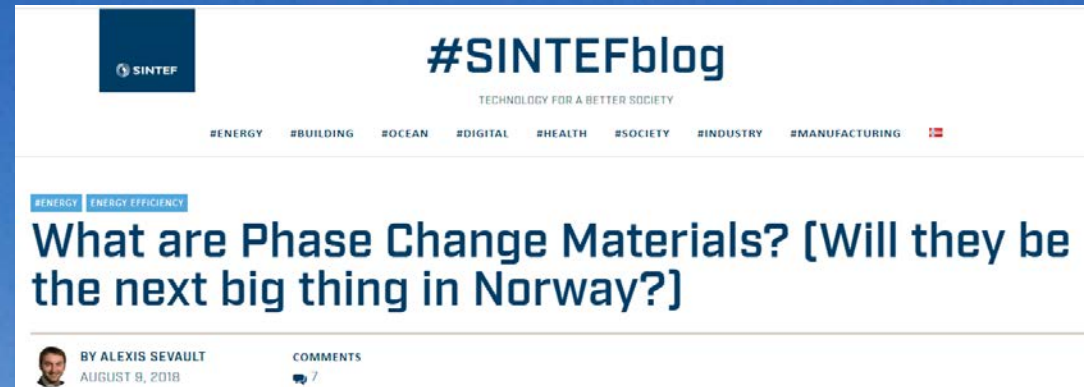 SINTEF
#SINTEFblog
TECHNOLOGY FOR A BETTER SOCIETY
#ENERGY #BUILDING #OCEAN #DIGITAL #HEALTH #SOCIETY #INDUSTRY #MANUFACTURING
#ENERGY ENERGY EFFICIENCY
What are Phase Change Materials? (Will they be
the next big thing in Norway?)
BY ALEXIS SEVAULT COMMENTS
AUGUST 9, 2018 7